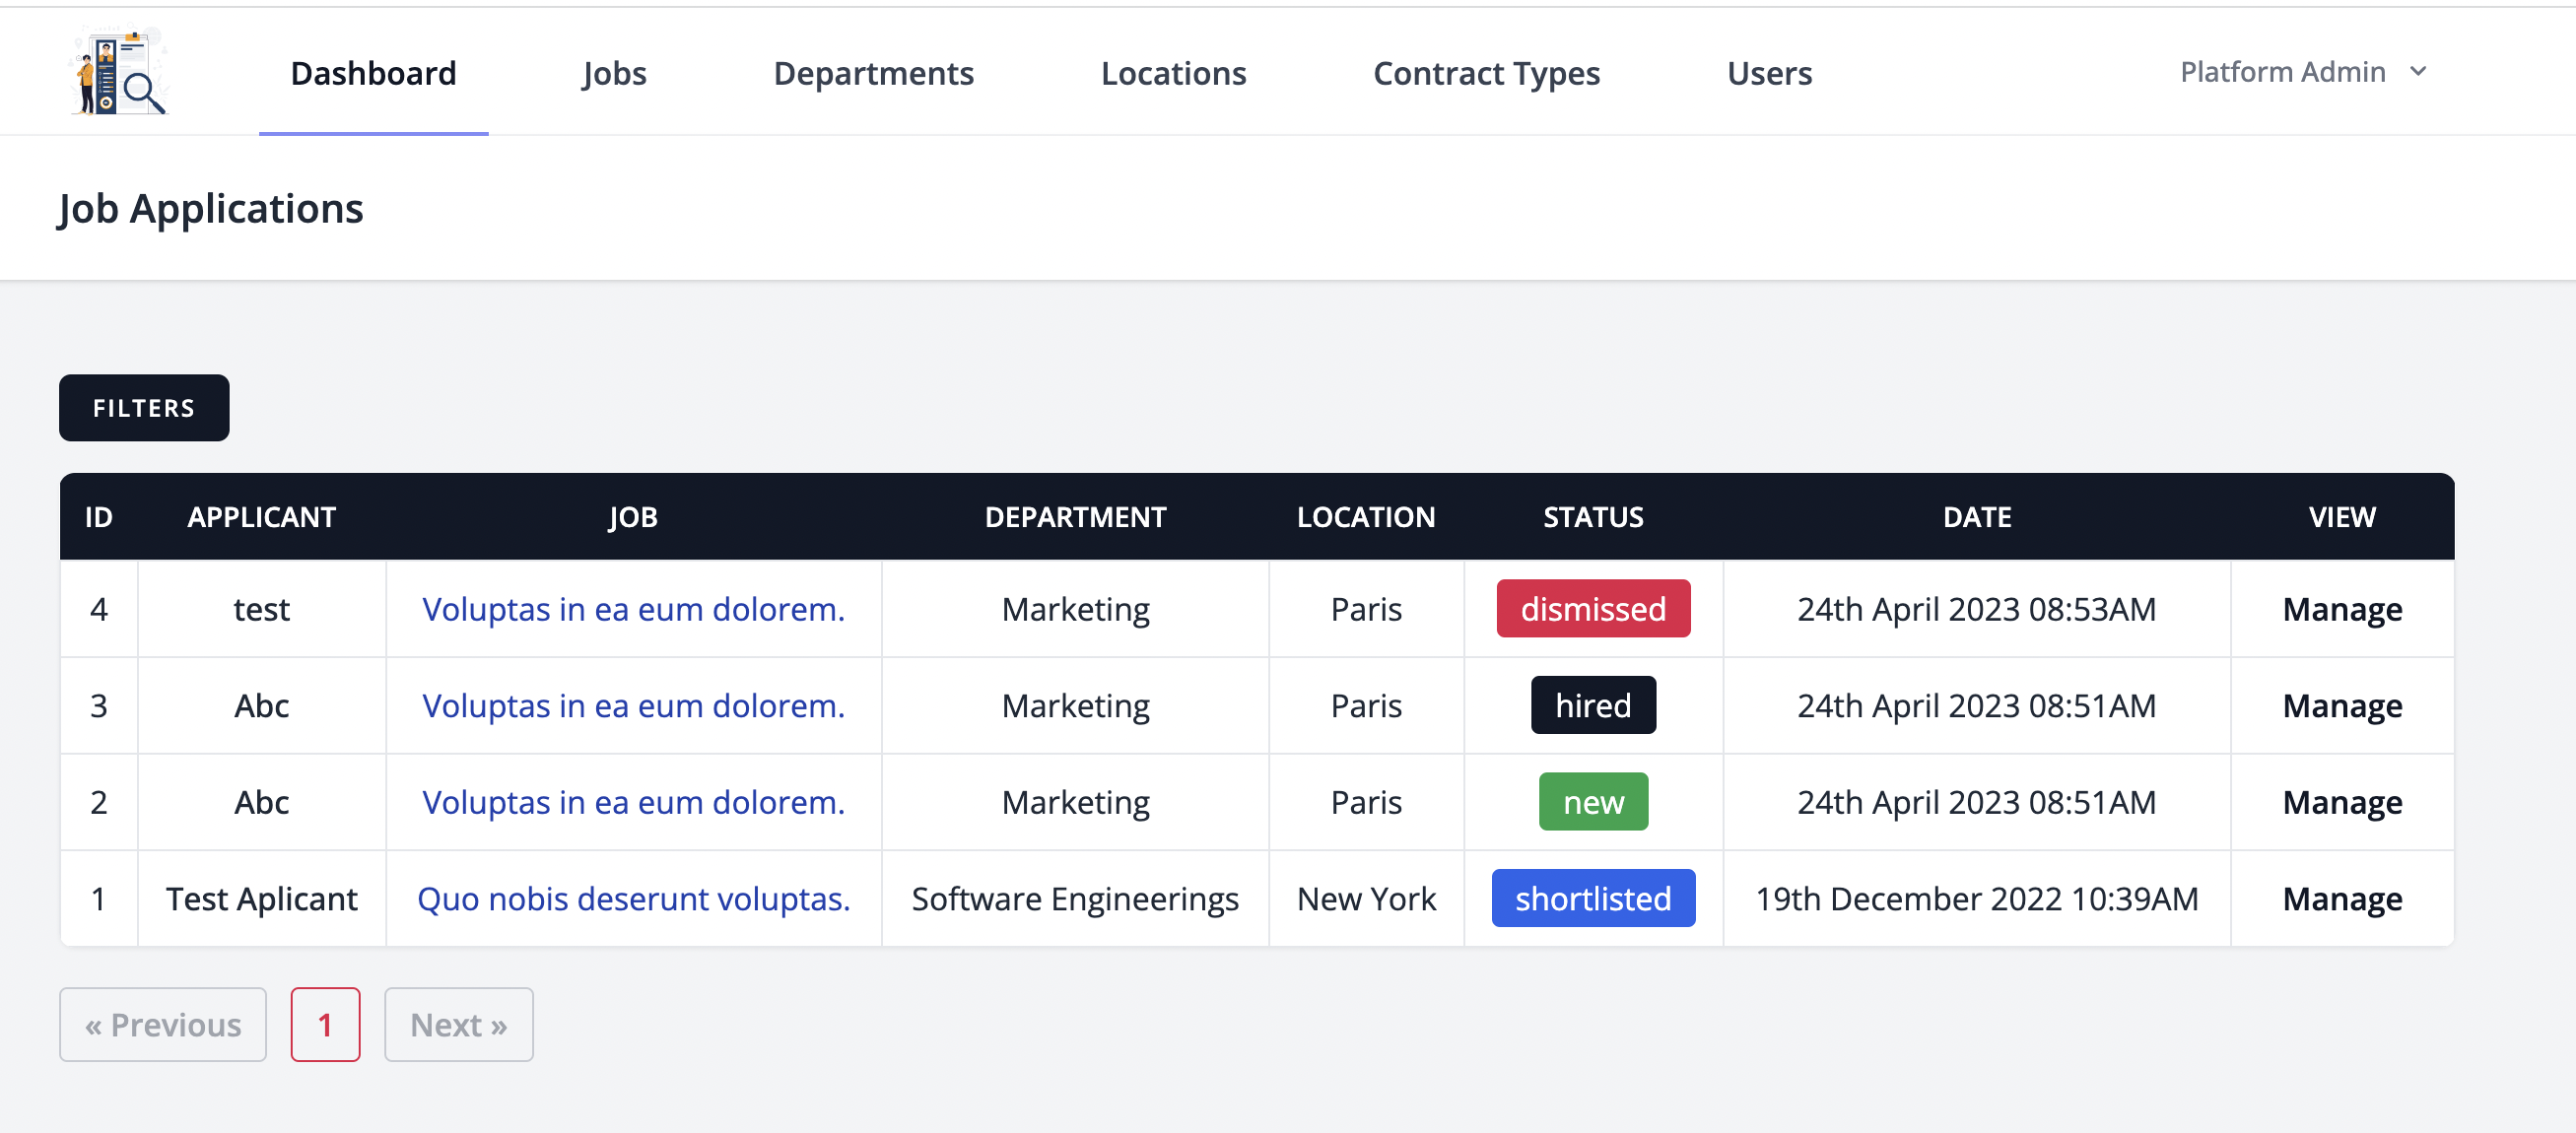 Dashboard Jobs Departments Locations Contract Types Users Platform Admin
Job Applications
FILTERS
ID APPLICANT JOB DEPARTMENT LOCATION STATUS DATE VIEW
4 test Voluptas in ea eum dolorem. Marketing Paris dismissed 24th April 2023 08:53AM Manage
3 Abc Voluptas in ea eum dolorem. Marketing Paris hired 24th April 2023 08:51AM Manage
2 Abc Voluptas in ea eum dolorem. Marketing Paris new 24th April 2023 08:51AM Manage
1 Test Aplicant Quo nobis deserunt voluptas. Software Engineerings New York shortlisted 19th December 2022 10:39AM Manage
« Previous 1 Next »